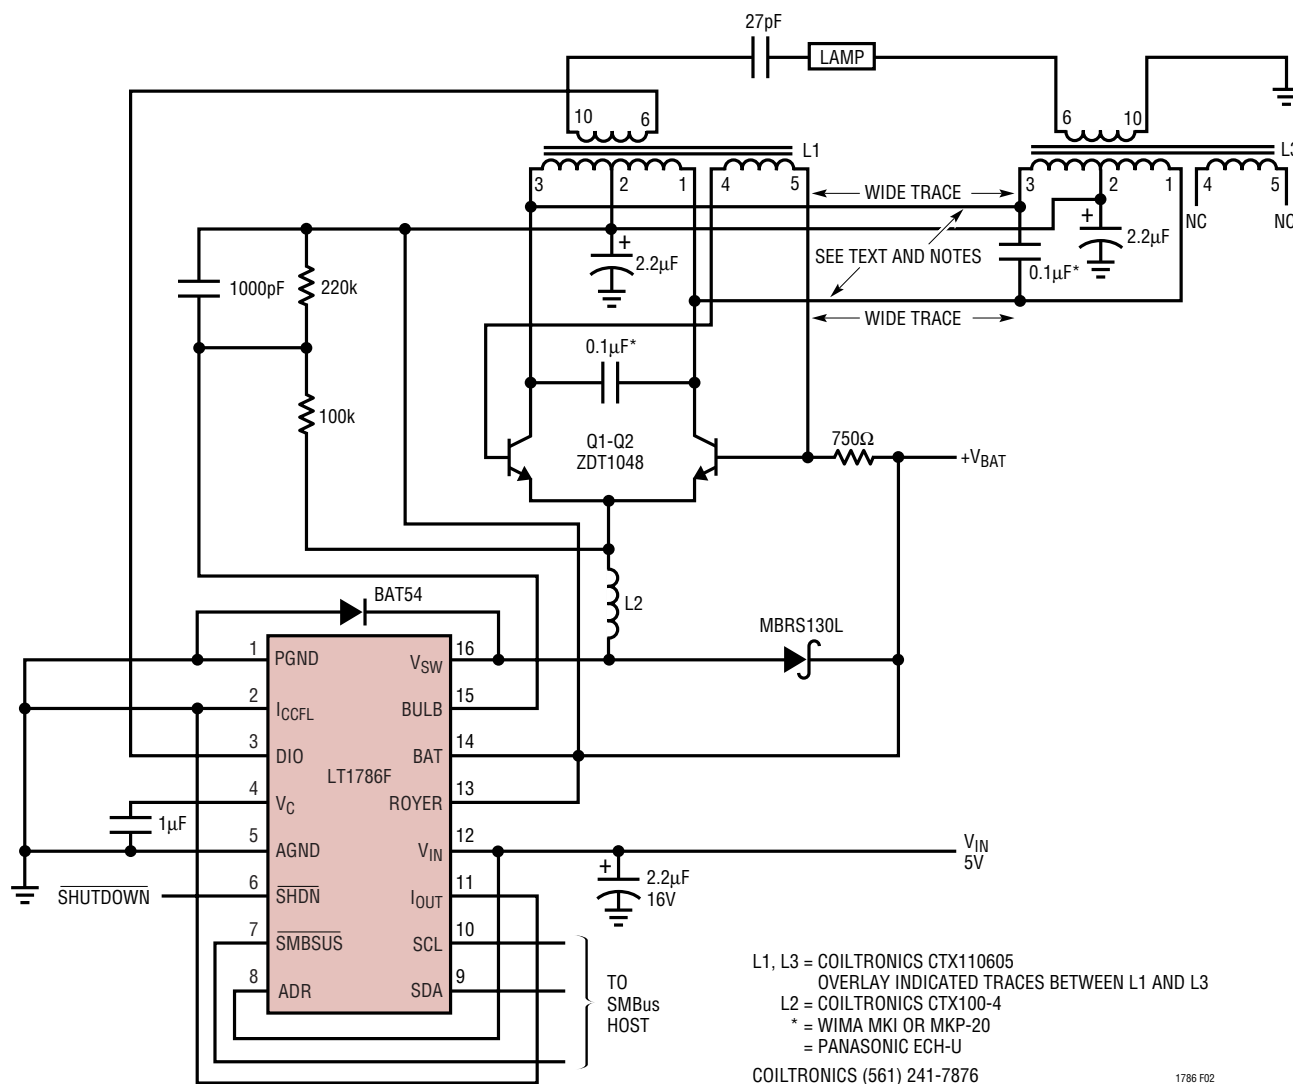 27pF
LAMP
10
6
6
10
L1
L3
3
2
1
4
5
3
2
1
4
5
WIDE TRACE
NC
NC
+
2.2µF
+
2.2µF
SEE TEXT AND NOTES
0.1µF*
1000pF
220k
WIDE TRACE
0.1µF*
100k
Q1-Q2
ZDT1048
750Ω
+VBAT
BAT54
L2
MBRS130L
1
PGND
VSW
16
2
ICCFL
BULB
15
3
DIO
BAT
14
LT1786F
4
VC
ROYER
13
1µF
5
AGND
VIN
12
VIN
5V
SHUTDOWN
6
SHDN
IOUT
11
+
2.2µF
16V
7
SMBSUS
SCL
10
8
ADR
SDA
9
TO
SMBus
HOST
L1, L3 = COILTRONICS CTX110605
OVERLAY INDICATED TRACES BETWEEN L1 AND L3
L2 = COILTRONICS CTX100-4
* = WIMA MKI OR MKP-20
= PANASONIC ECH-U
COILTRONICS (561) 241-7876
1786 F02